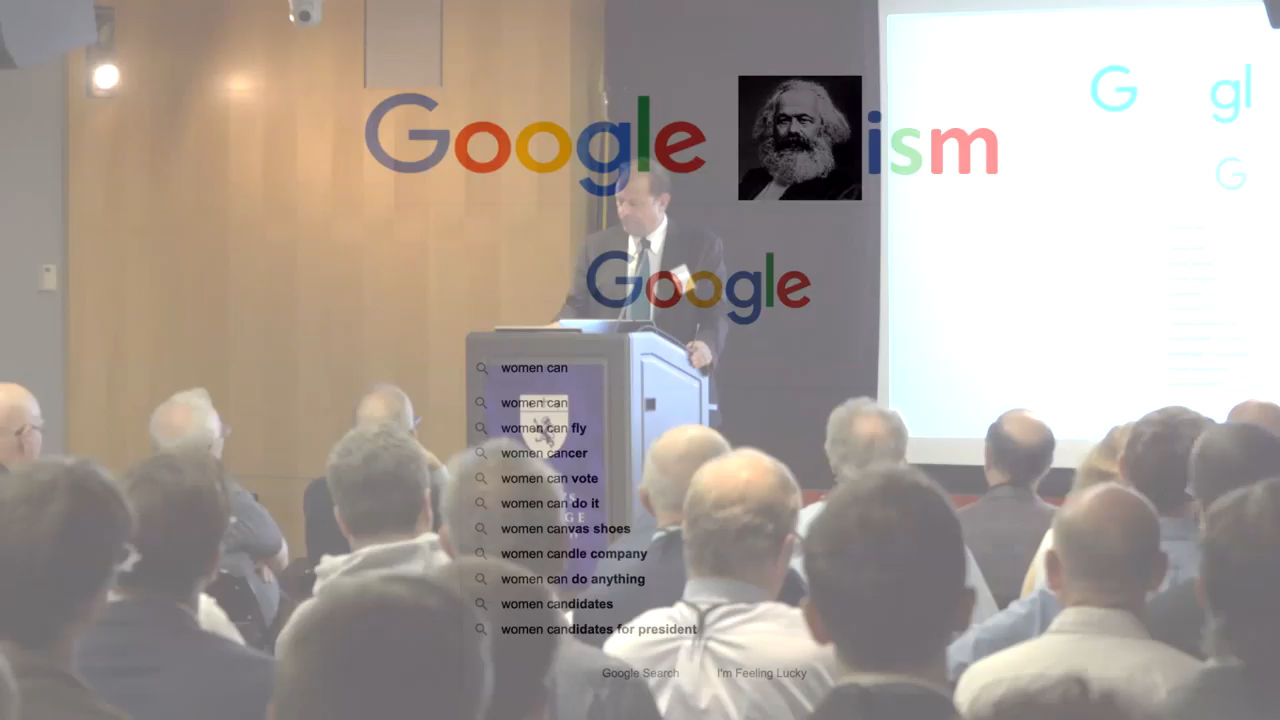 Google ism
G gl
G
Google
women can
women can
women can fly
women cancer
women can vote
women can do it
women canvas shoes
women candle company
women can do anything
women candidates
women candidates for president
Google Search I'm Feeling Lucky